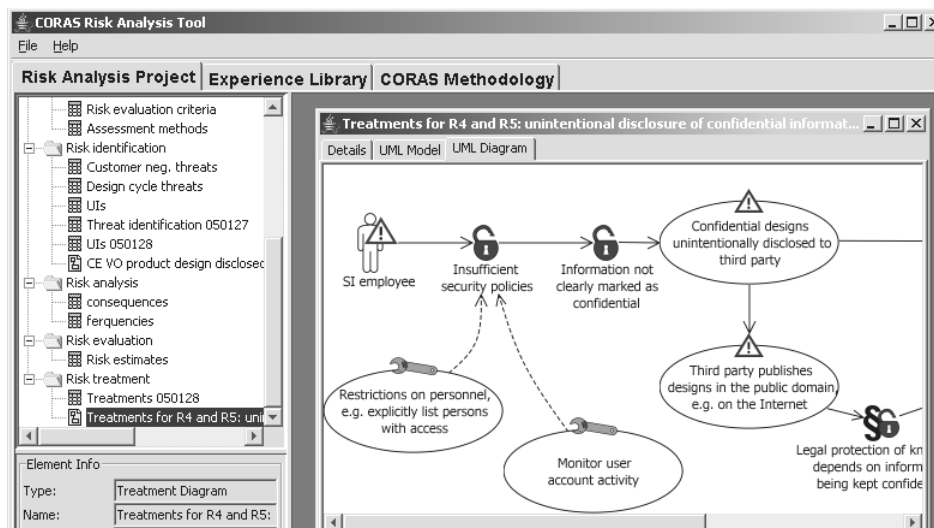 CORAS Risk Analysis Tool
File Help
Risk Analysis Project Experience Library CORAS Methodology
Risk evaluation criteria
Assessment methods
Risk identification
Customer neg. threats
Design cycle threats
UIs
Threat identification 050127
UIs 050128
CE VO product design disclosed
Risk analysis
consequences
ferquencies
Risk evaluation
Risk estimates
Risk treatment
Treatments 050128
Treatments for R4 and R5: uni
Element Info
Type: Treatment Diagram
Name: Treatments for R4 and R5:
Treatments for R4 and R5: unintentional disclosure of confidential informat...
Details UML Model UML Diagram
SI employee
Insufficient
security policies
Information not
clearly marked as
confidential
Confidential designs
unintentionally disclosed to
third party
Restrictions on personnel,
e.g. explicitly list persons
with access
Monitor user
account activity
Third party publishes
designs in the public domain,
e.g. on the Internet
§
Legal protection of kn
depends on inform
being kept confide